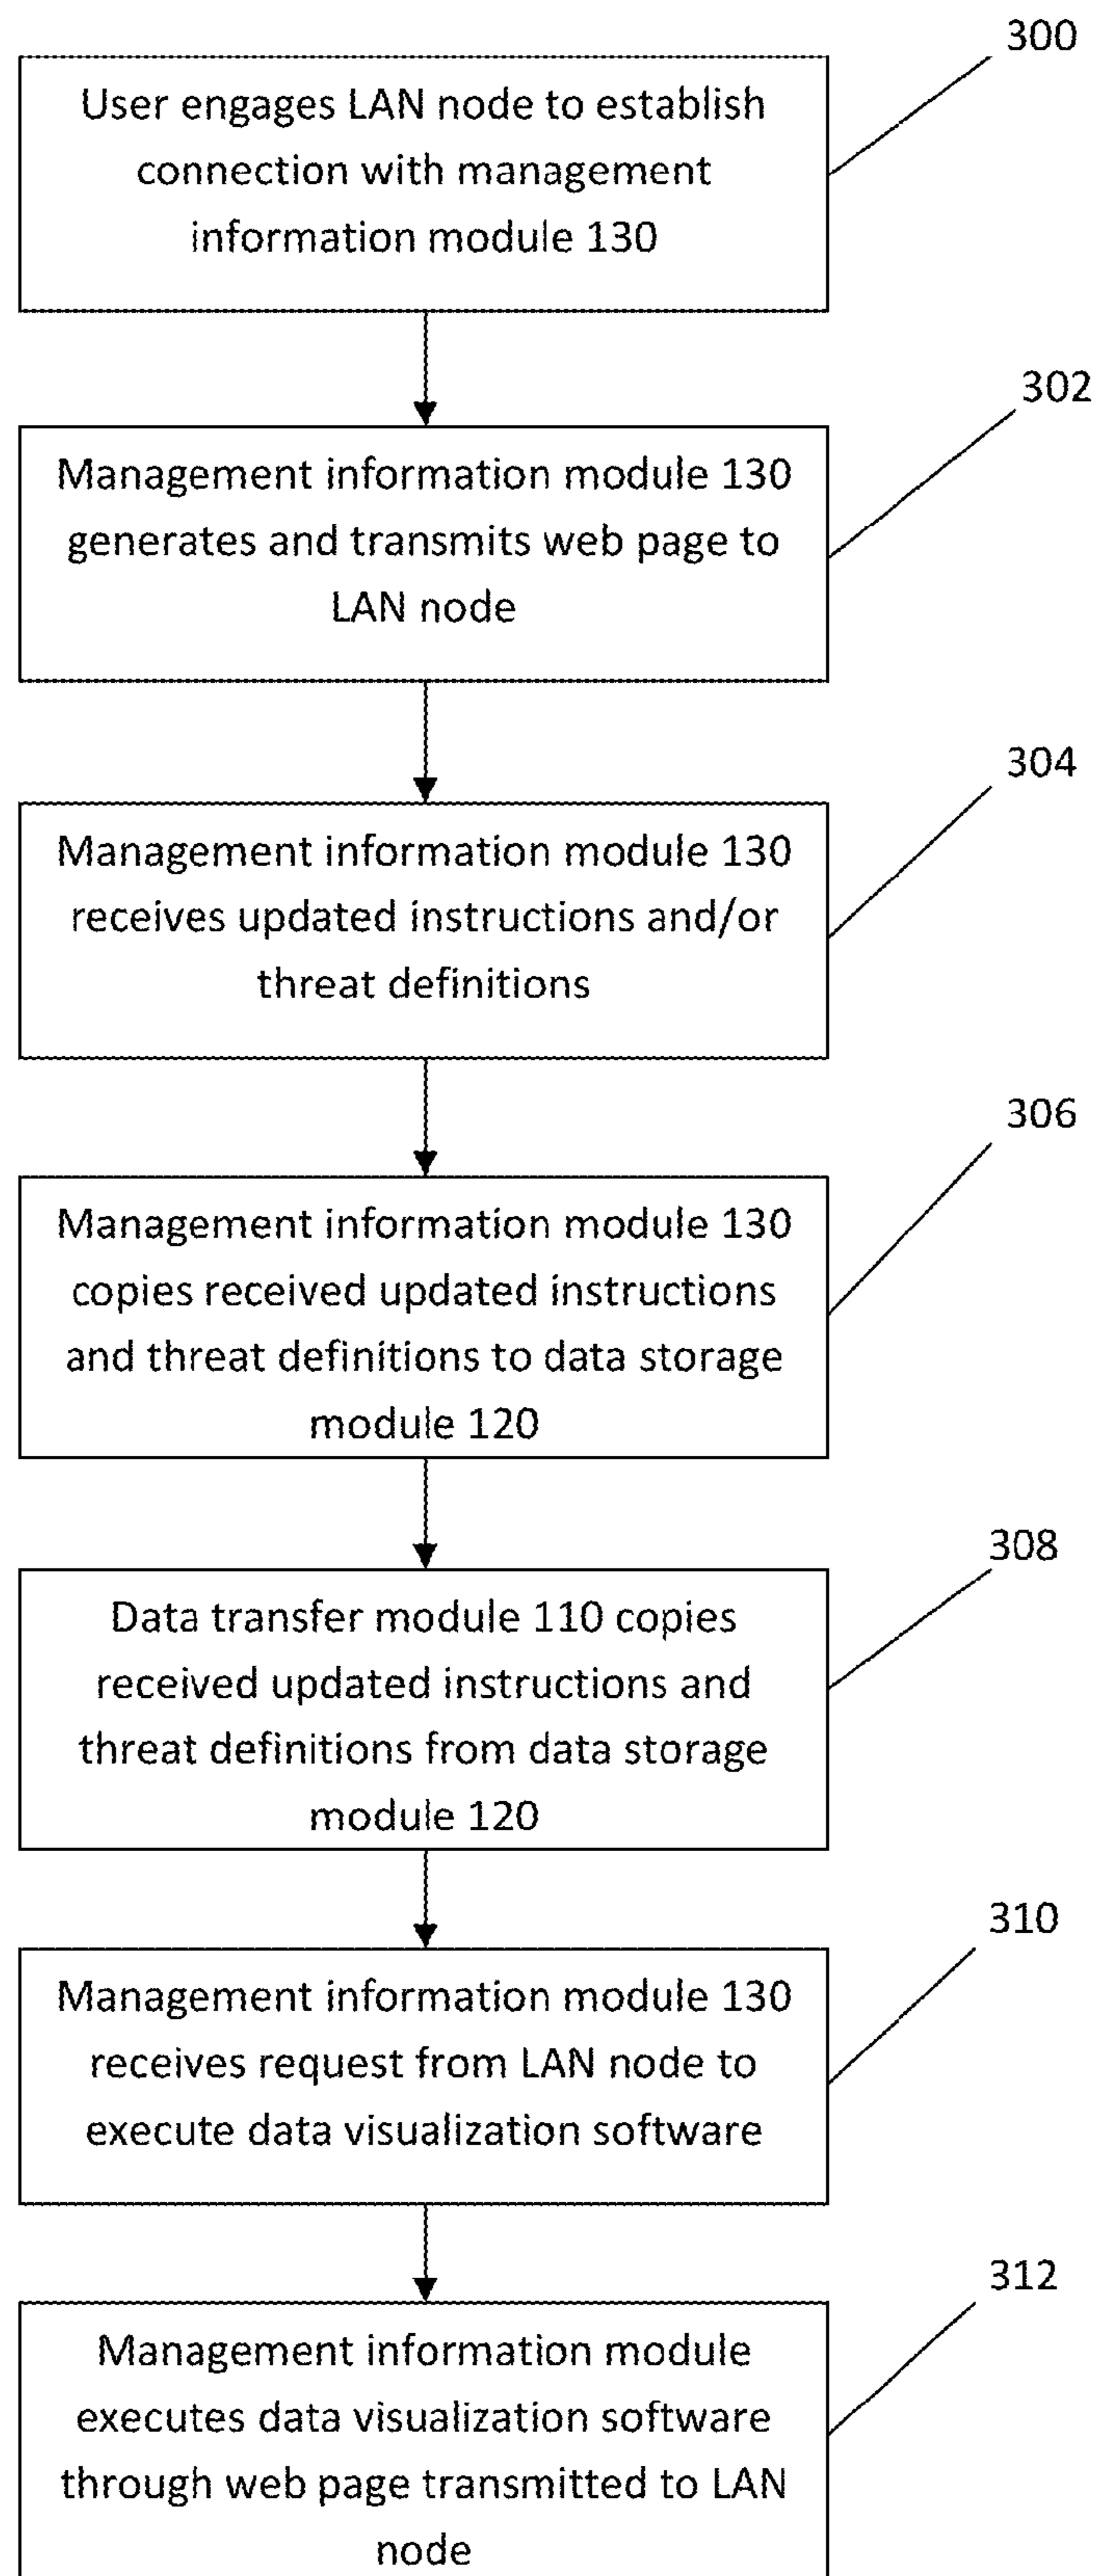 300
User engages LAN node to establish
connection with management
information module 130
302
Management information module 130
generates and transmits web page to
LAN node
304
Management information module 130
receives updated instructions and/or
threat definitions
306
Management information module 130
copies received updated instructions
and threat definitions to data storage
module 120
308
Data transfer module 110 copies
received updated instructions and
threat definitions from data storage
module 120
310
Management information module 130
receives request from LAN node to
execute data visualization software
312
Management information module
executes data visualization software
through web page transmitted to LAN
node